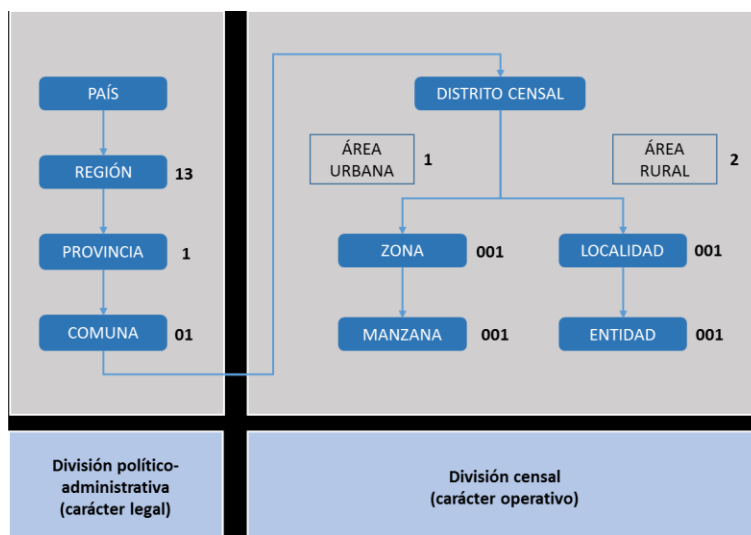 PAÍS
REGIÓN
13
PROVINCIA
1
COMUNA
01
División político-
administrativa
(carácter legal)
DISTRITO CENSAL
ÁREA
URBANA
1
ÁREA
RURAL
2
ZONA
001
LOCALIDAD
001
MANZANA
001
ENTIDAD
001
División censal
(carácter operativo)